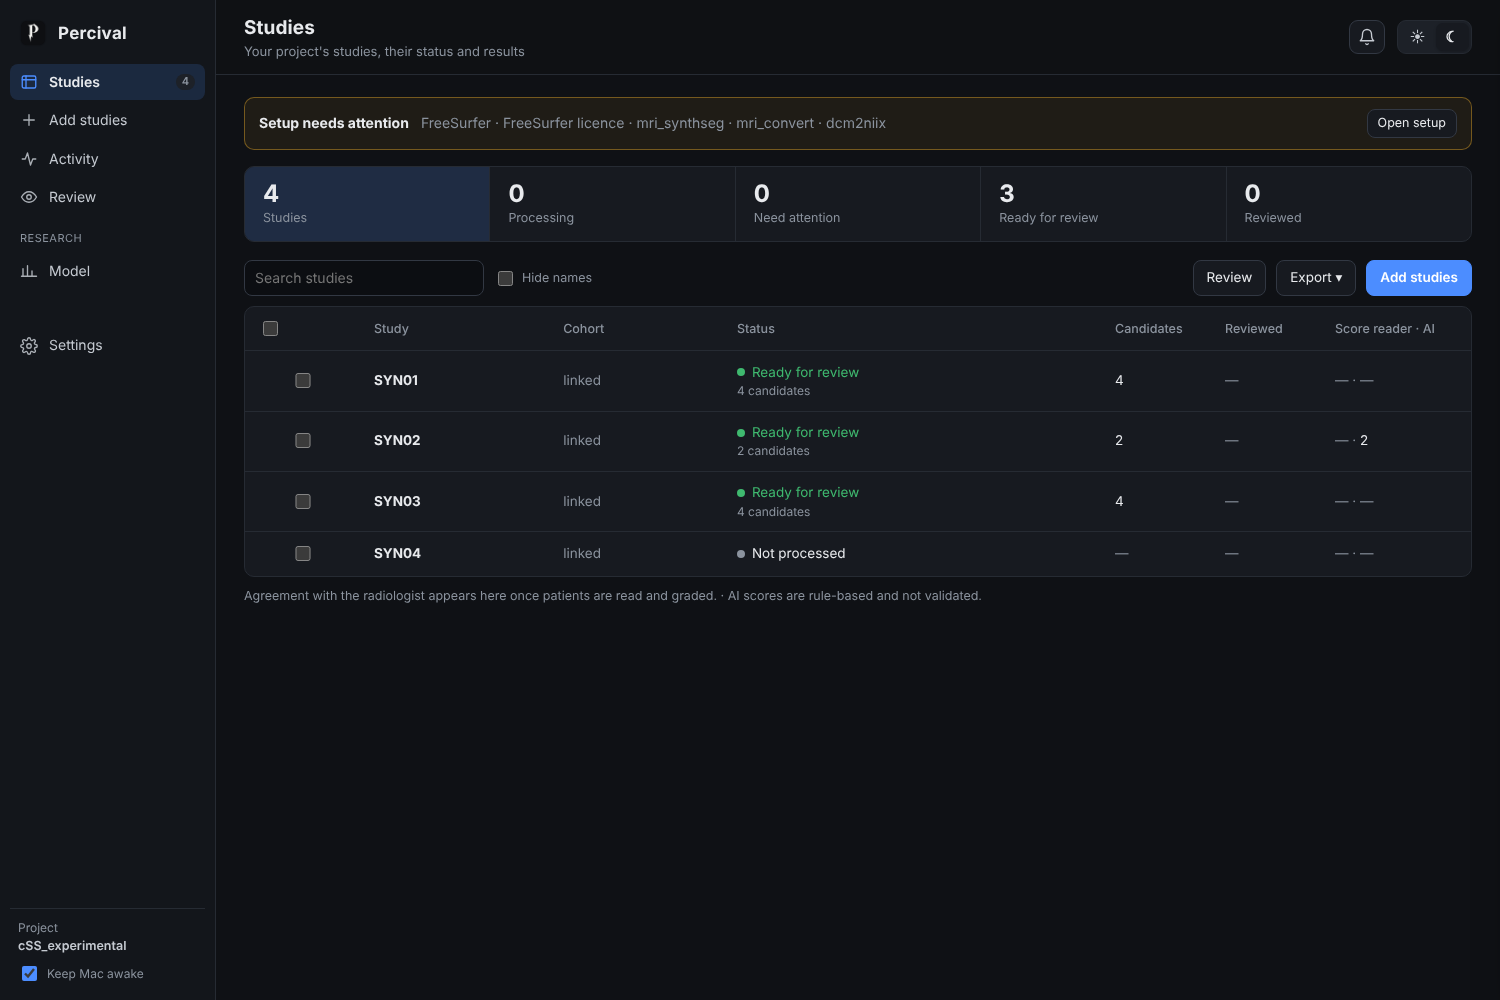 Percival
Studies 4
Add studies
Activity
Review
RESEARCH
Model
Settings
Project
cSS_experimental
Keep Mac awake
Studies
Your project's studies, their status and results
Setup needs attention FreeSurfer · FreeSurfer licence · mri_synthseg · mri_convert · dcm2niix Open setup
4 0 0 3 0
Studies Processing Need attention Ready for review Reviewed
Search studies Hide names Review Export ▾ Add studies
Study Cohort Status Candidates Reviewed Score reader · AI
SYN01 linked Ready for review 4 — — · —
4 candidates
SYN02 linked Ready for review 2 — — · 2
2 candidates
SYN03 linked Ready for review 4 — — · —
4 candidates
SYN04 linked Not processed — — — · —
Agreement with the radiologist appears here once patients are read and graded. · AI scores are rule-based and not validated.